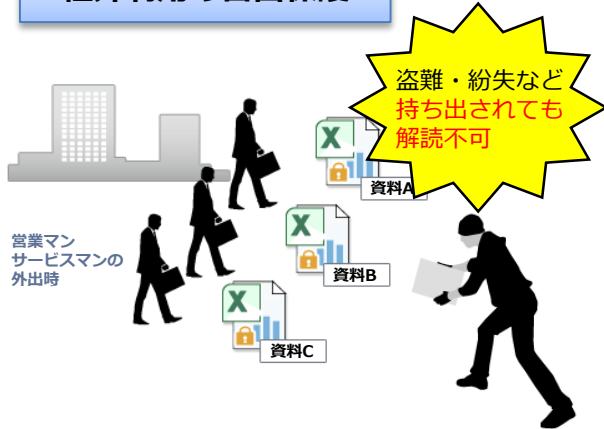 盗難・紛失など
持ち出されても
解読不可
X
資料A
営業マン
サービスマンの
外出時
X
資料B
X
資料C